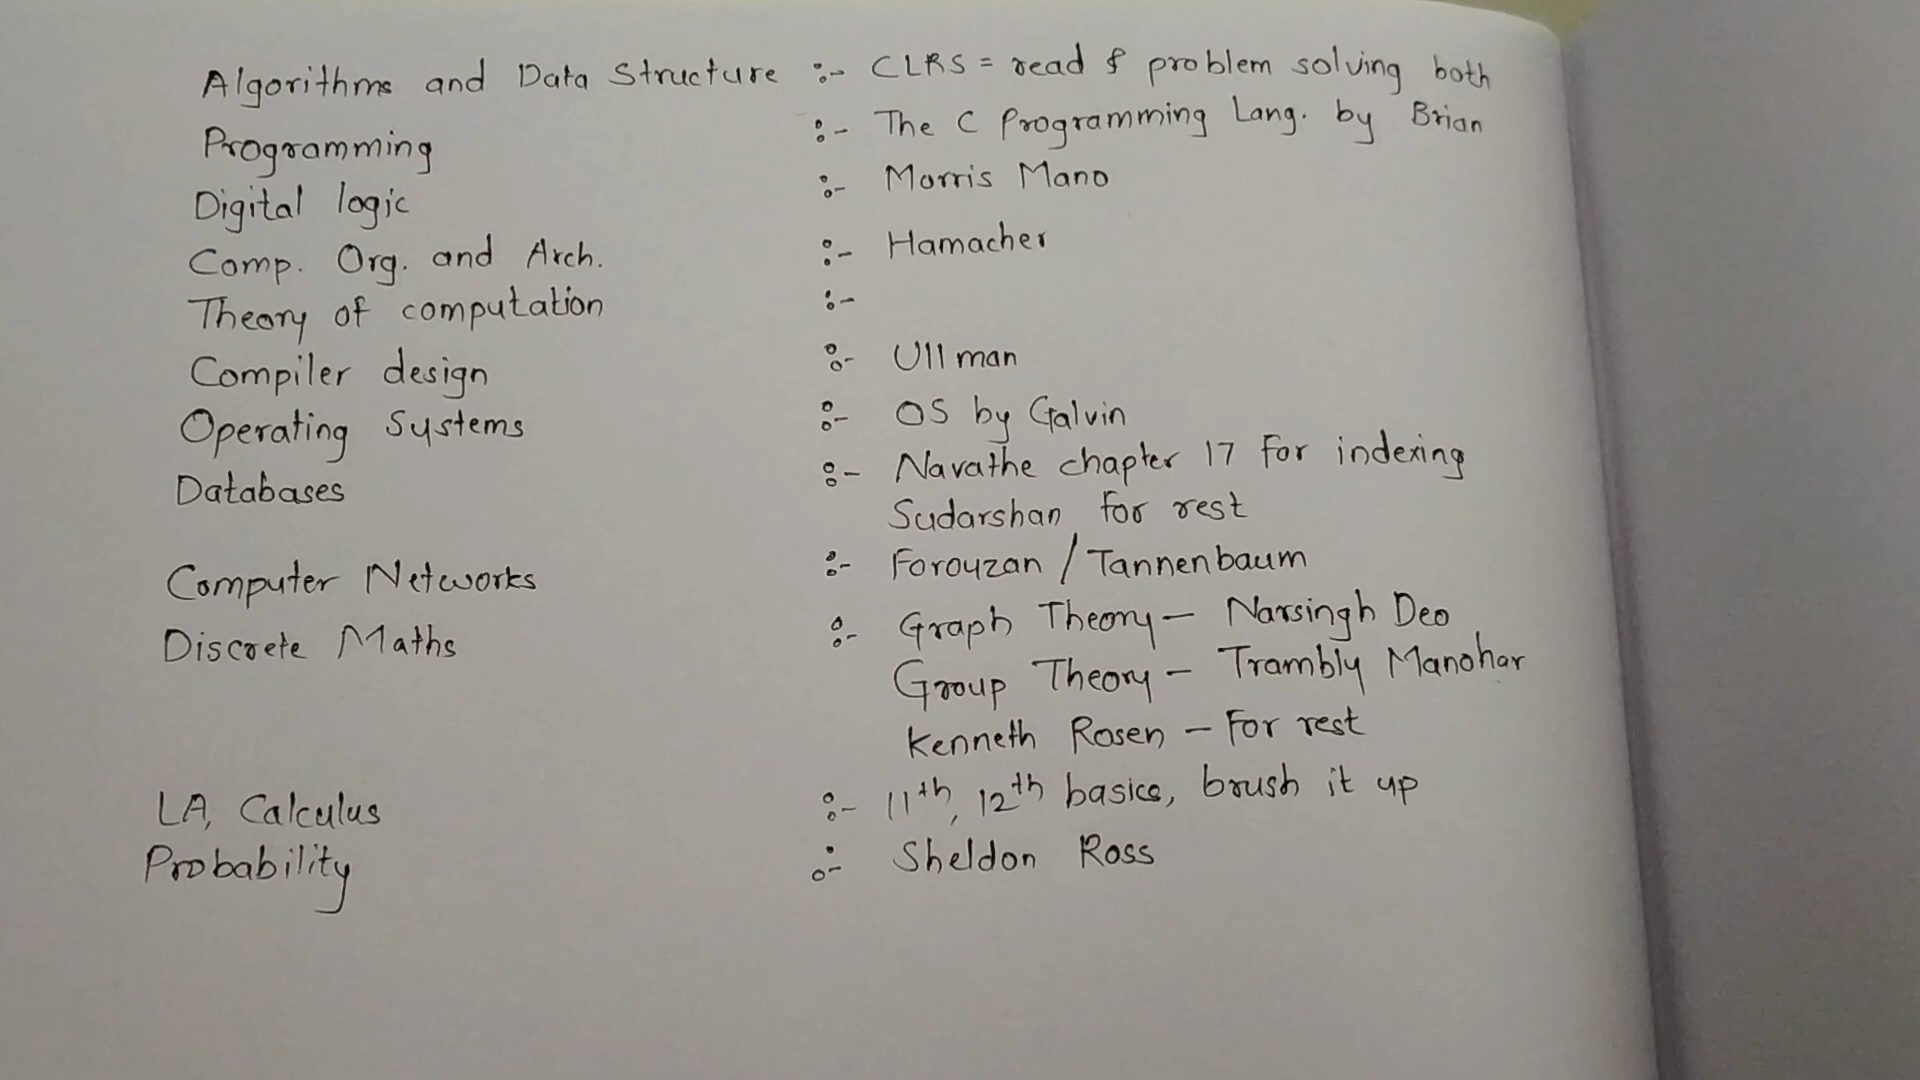 Algorithms and Data Structure :- CLRS = read & problem solving both
Programming :- The C Programming Lang. by Brian
Digital logic :- Morris Mano
Comp. Org. and Arch. :- Hamacher
Theory of computation :-
Compiler design :- Ullman
Operating Systems :- OS by Galvin
Databases :- Navathe chapter 17 for indexing
Sudarshan for rest
Computer Networks :- Forouzan / Tannenbaum
Discrete Maths :- Graph Theory - Narsingh Deo
Group Theory - Trambly Manohar
Kenneth Rosen - For rest
LA, Calculus :- 11th, 12th basics, brush it up
Probability :- Sheldon Ross